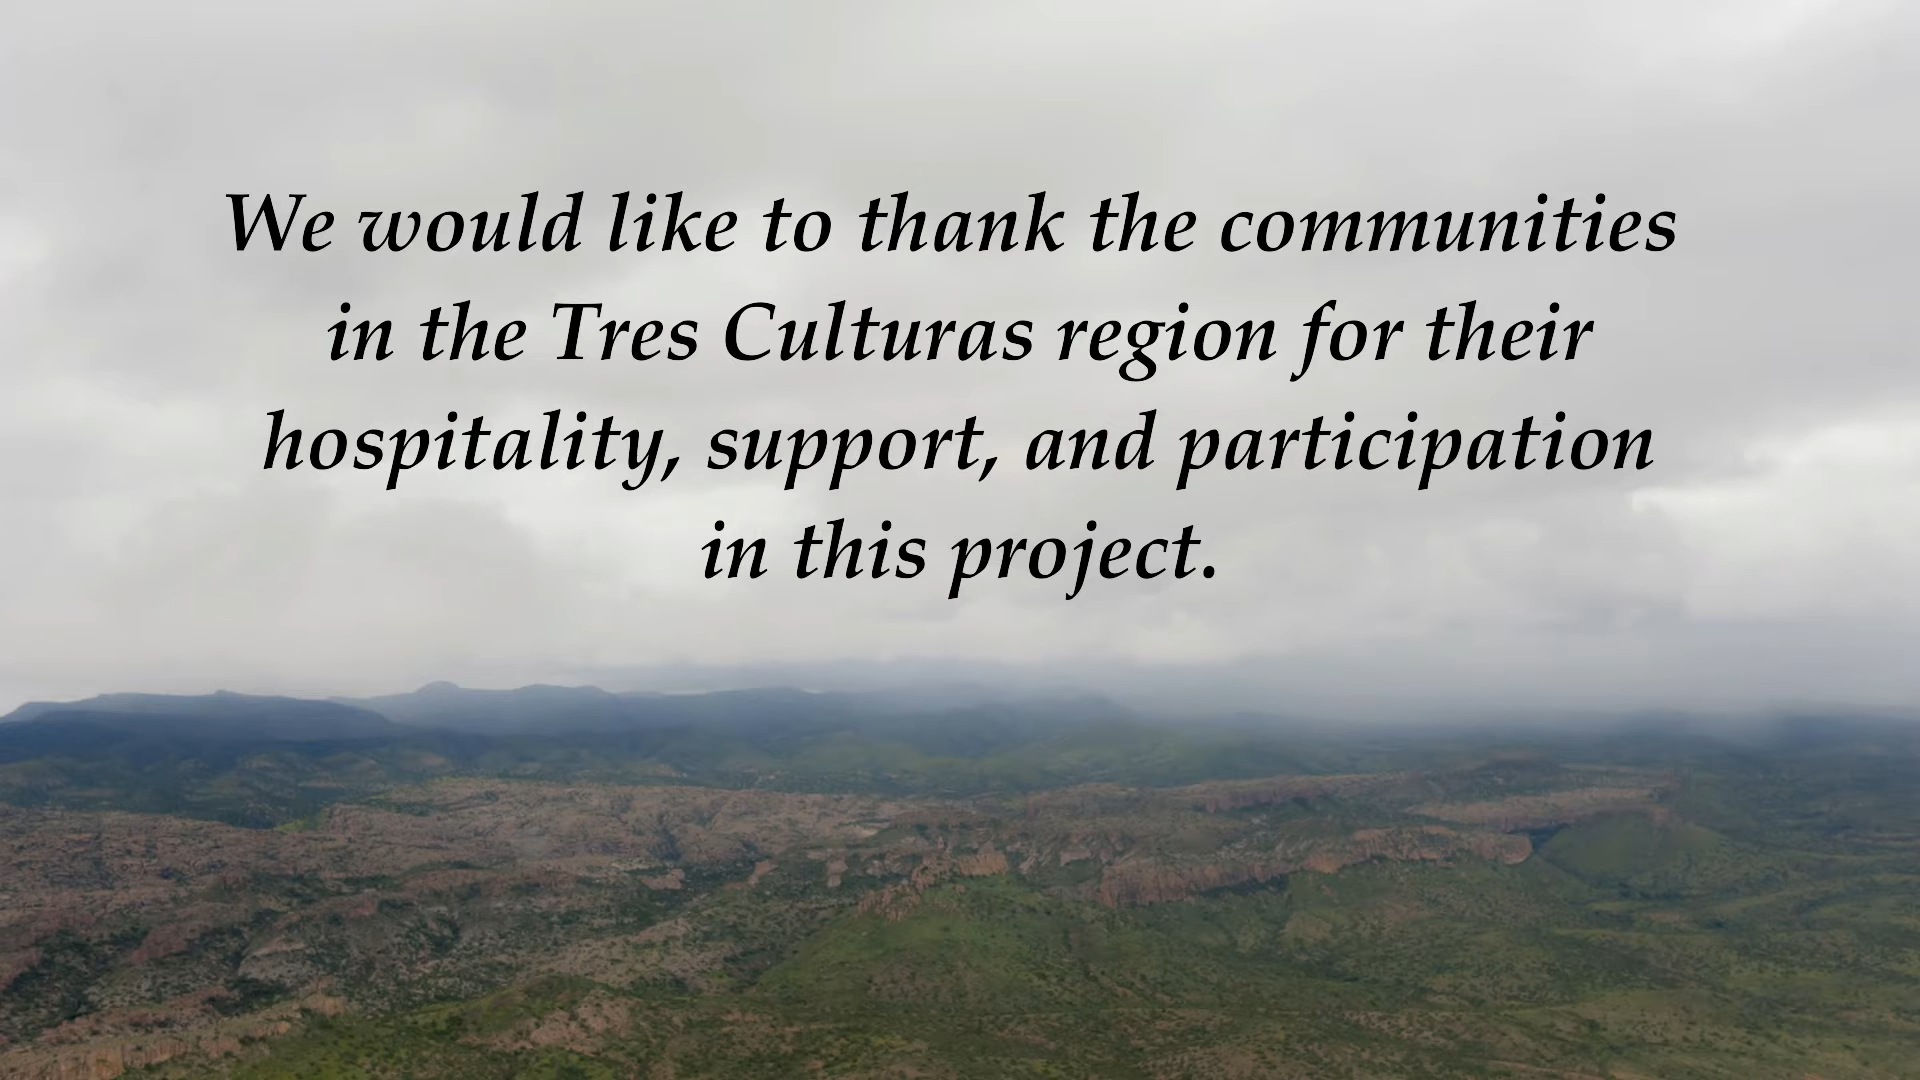 We would like to thank the communities
in the Tres Culturas region for their
hospitality, support, and participation
in this project.